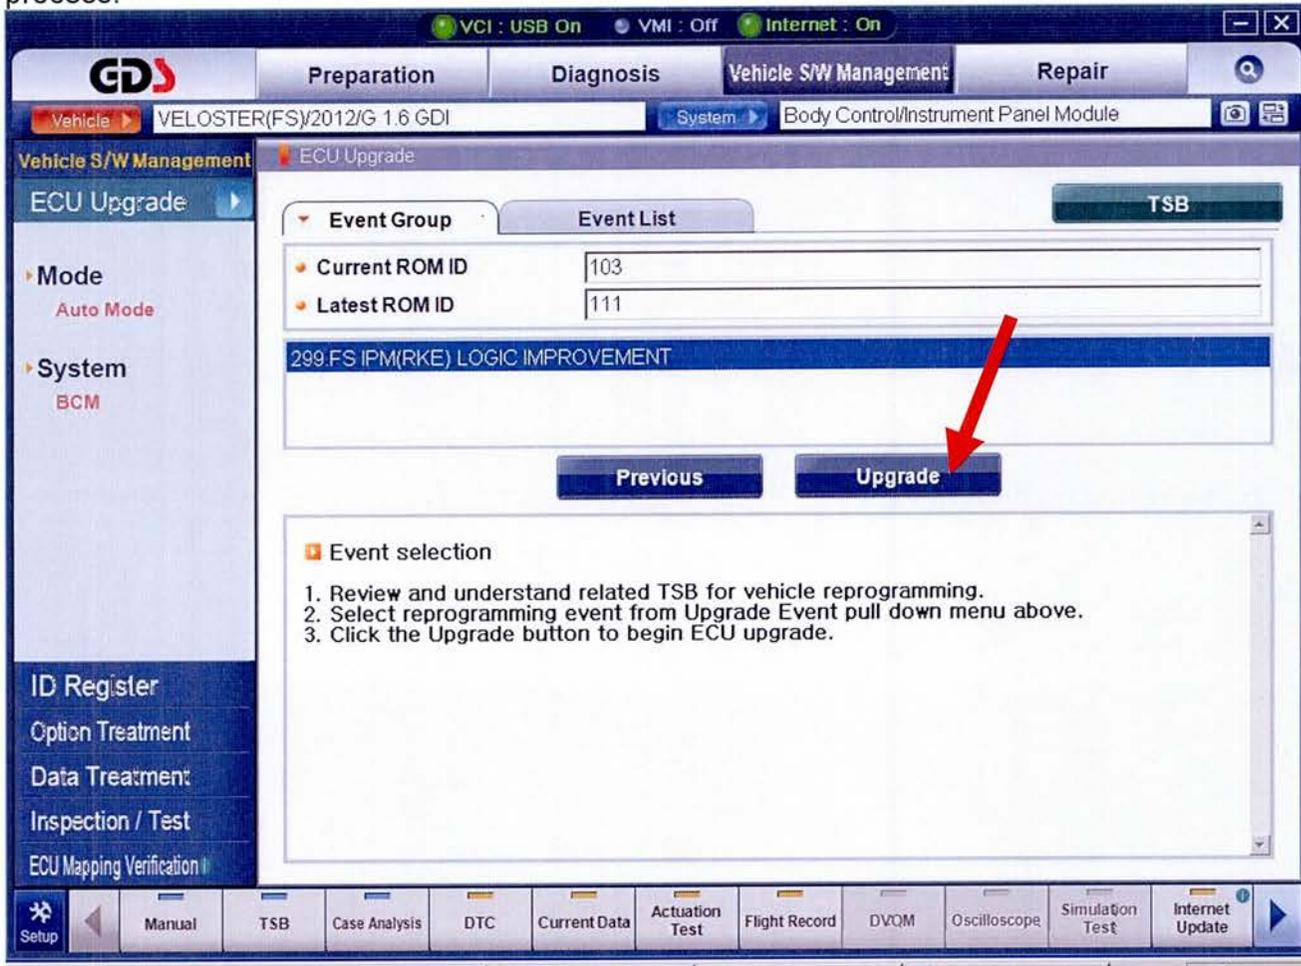 process.
VCI : USB On VMI : Off Internet : On
GDS Preparation Diagnosis Vehicle S/W Management Repair
Vehicle VELOSTER(FS)/2012/G 1.6 GDI System Body Control/Instrument Panel Module
Vehicle S/W Management ECU Upgrade
ECU Upgrade
TSB
Event Group Event List
Current ROM ID 103
Latest ROM ID 111
Mode
Auto Mode
System
BCM
299.FS IPM(RKE) LOGIC IMPROVEMENT
Previous Upgrade
Event selection
1. Review and understand related TSB for vehicle reprogramming.
2. Select reprogramming event from Upgrade Event pull down menu above.
3. Click the Upgrade button to begin ECU upgrade.
ID Register
Option Treatment
Data Treatment
Inspection / Test
ECU Mapping Verification
Setup Manual TSB Case Analysis DTC Current Data Actuation Test Flight Record DVOM Oscilloscope Simulation Test Internet Update